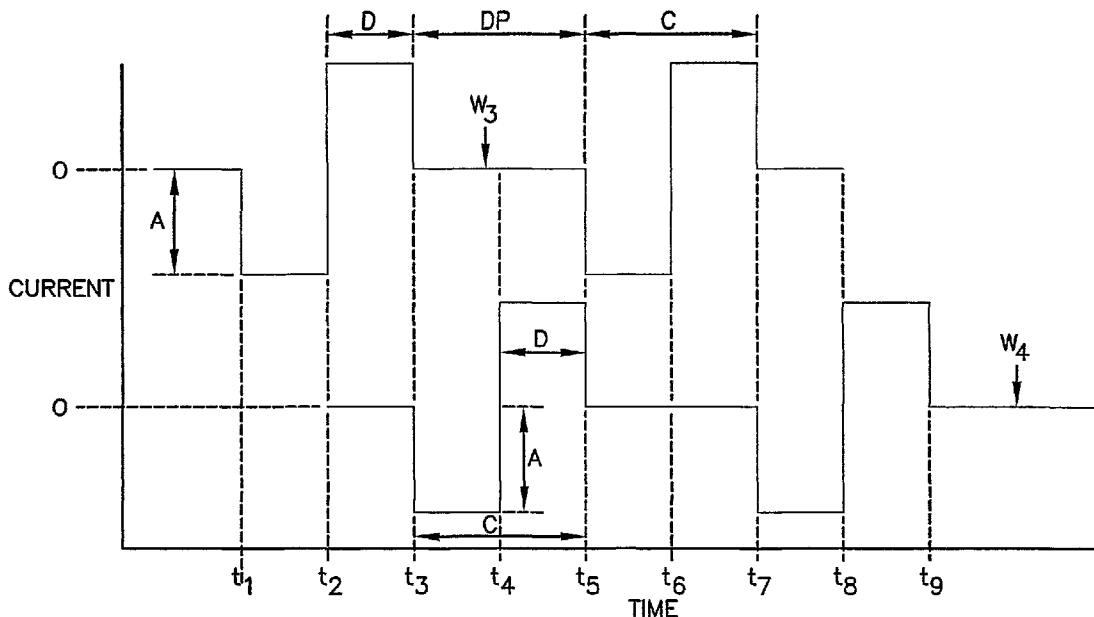 D DP C
W3
O
A
CURRENT
D
W4
O
A
C
t1 t2 t3 t4 t5 t6 t7 t8 t9
TIME